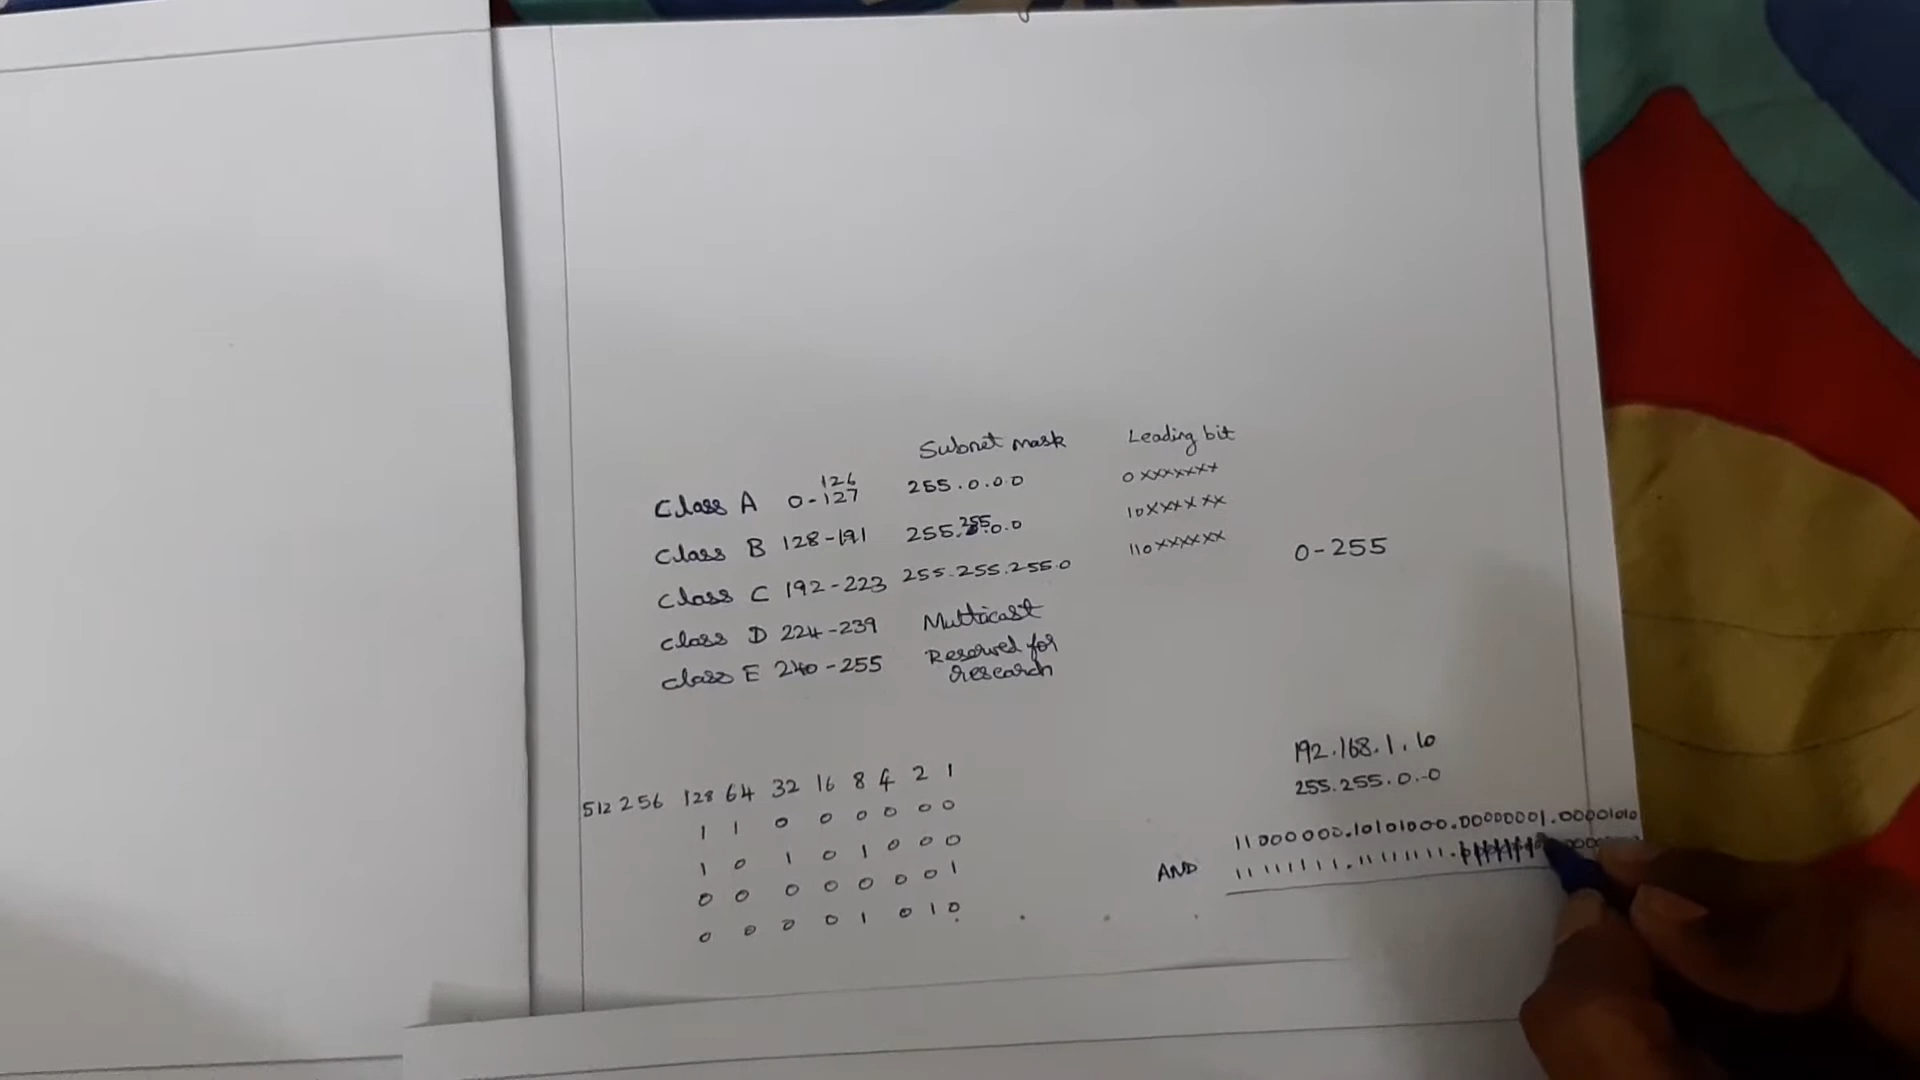 Subnet mask Leading bit
126
Class A 0-127 255.0.0.0 0xxxxxxx
Class B 128-191 255.255.0.0 10xxxxxx
Class C 192-223 255.255.255.0 110xxxxxx 0-255
Class D 224-239 Multicast
Class E 240-255 Reserved for
research
192.168.1.10
255.255.0.0
512 256 128 64 32 16 8 4 2 1
1 1 0 0 0 0 0 0
1 0 1 0 1 0 0 0
0 0 0 0 0 0 0 1
0 0 0 0 1 0 1 0
11000000.10101000.00000001.00001010
AND 11111111.11111111.